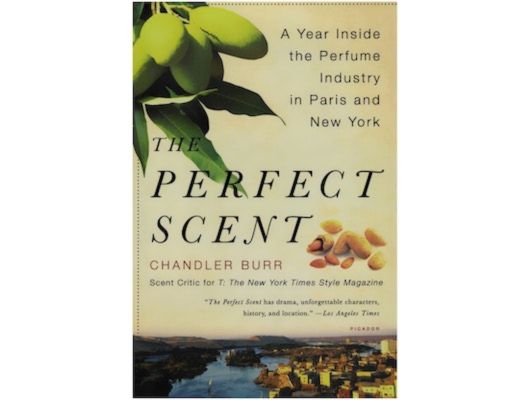 A Year Inside
the Perfume
Industry
in Paris and
New York
THE
PERFECT
SCENT
CHANDLER BURR
Scent Critic for T: The New York Times Style Magazine
"The Perfect Scent has drama, unforgettable characters,
history, and location." —Los Angeles Times
PICADOR